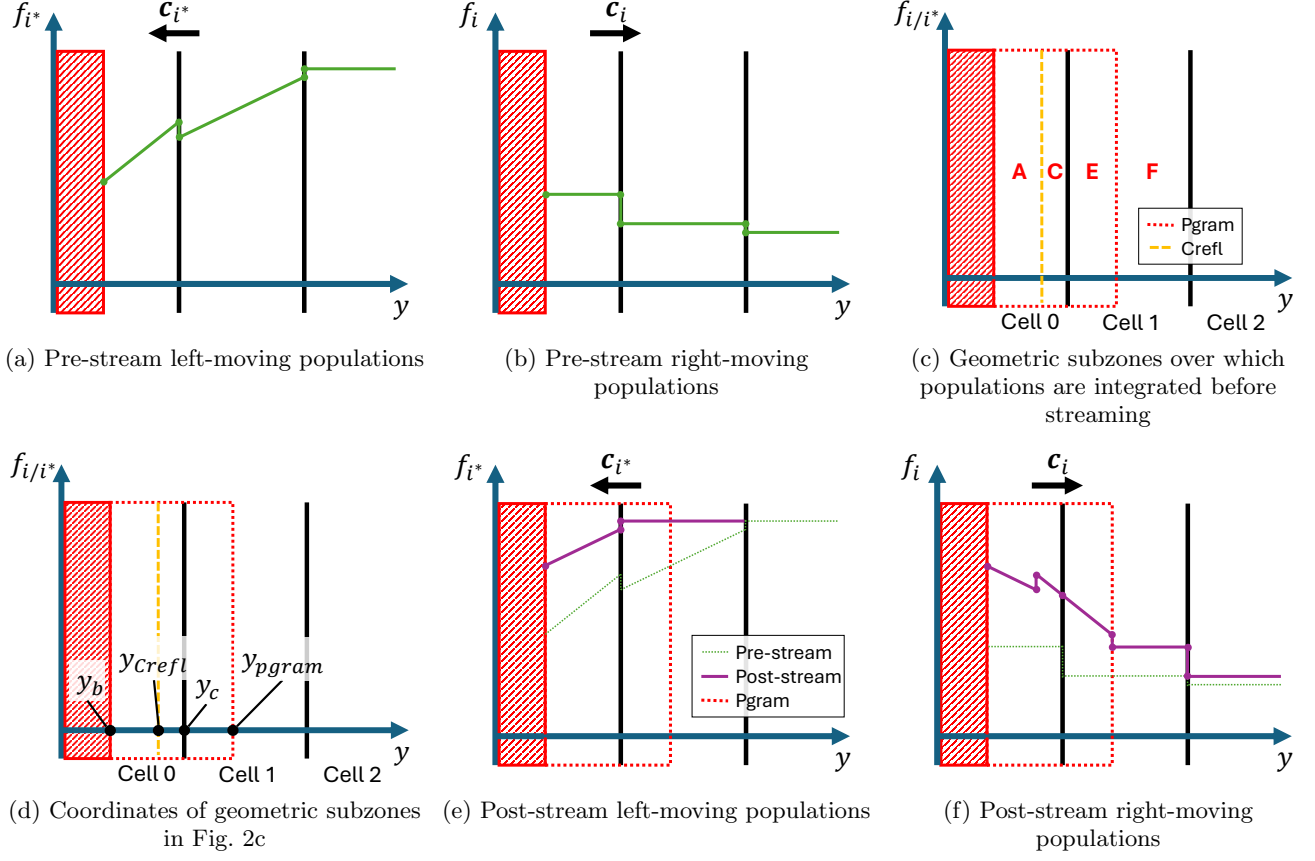 f_{i*}
c_{i*}
y
(a) Pre-stream left-moving populations
f_i
c_i
y
(b) Pre-stream right-moving
populations
f_{i/i*}
A C E F
Pgram
Crefl
y
Cell 0 Cell 1 Cell 2
(c) Geometric subzones over which
populations are integrated before
streaming
f_{i/i*}
y_{Crefl} y_{pgram}
y_b y_c
y
Cell 0 Cell 1 Cell 2
(d) Coordinates of geometric subzones
in Fig. 2c
f_{i*}
c_{i*}
Pre-stream
Post-stream
Pgram
y
(e) Post-stream left-moving populations
f_i
c_i
y
(f) Post-stream right-moving
populations